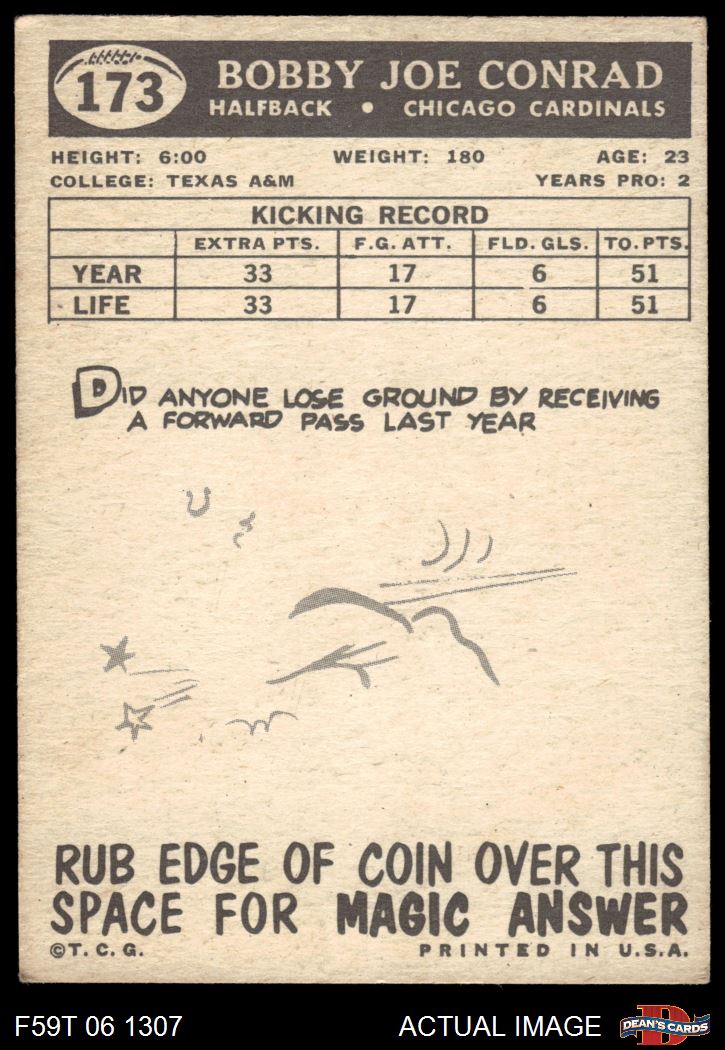 173
BOBBY JOE CONRAD
HALFBACK • CHICAGO CARDINALS
HEIGHT: 6:00 WEIGHT: 180 AGE: 23
COLLEGE: TEXAS A&M YEARS PRO: 2
KICKING RECORD
EXTRA PTS. F.G. ATT. FLD. GLS. TO. PTS.
YEAR 33 17 6 51
LIFE 33 17 6 51
DID ANYONE LOSE GROUND BY RECEIVING
A FORWARD PASS LAST YEAR
RUB EDGE OF COIN OVER THIS
SPACE FOR MAGIC ANSWER
©T. C. G. PRINTED IN U.S.A.
F59T 06 1307 ACTUAL IMAGE D DEAN'S CARDS